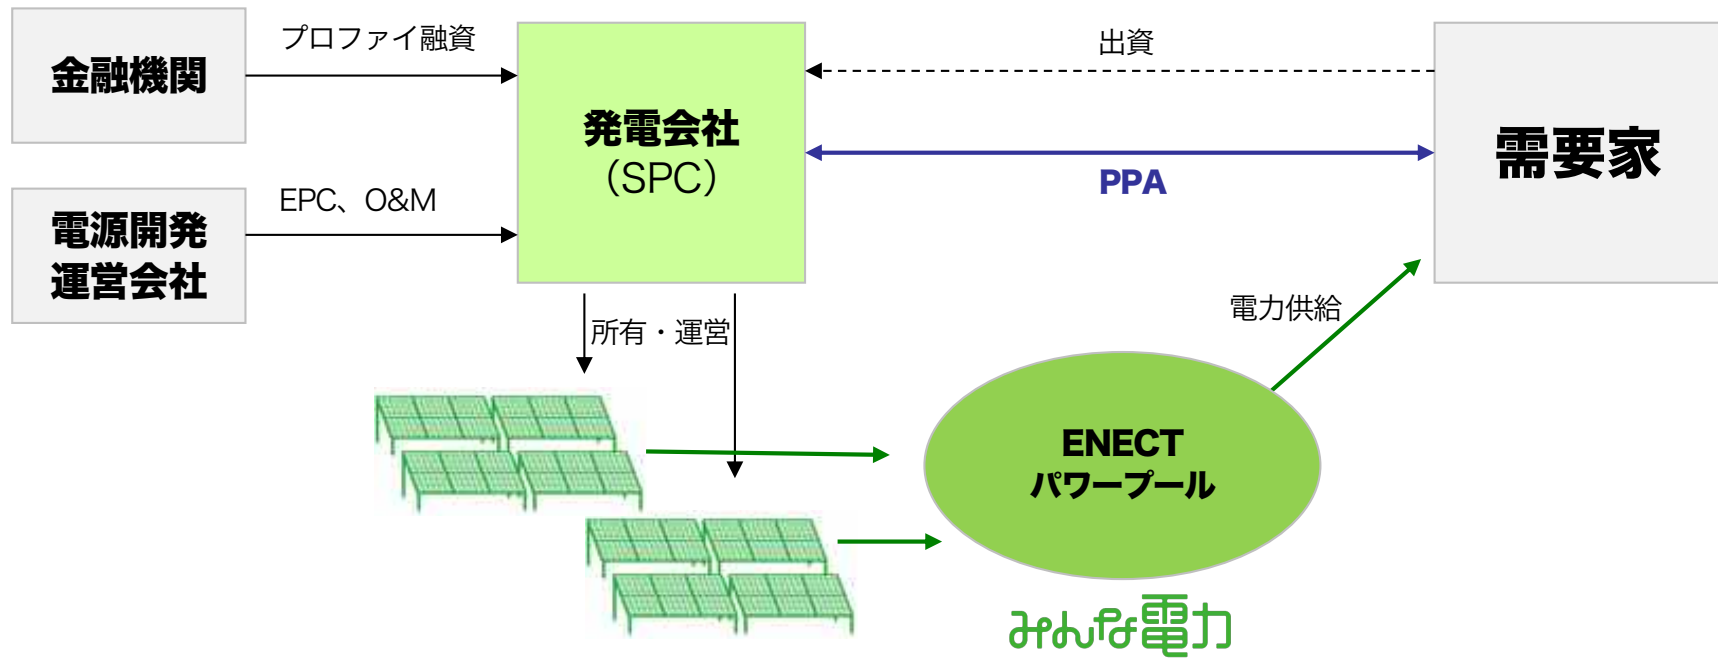 金融機関
プロファイ融資
発電会社
（SPC）
出資
PPA
需要家
電源開発
運営会社
EPC、O&M
所有・運営
電力供給
ENECT
パワープール
みんな電力